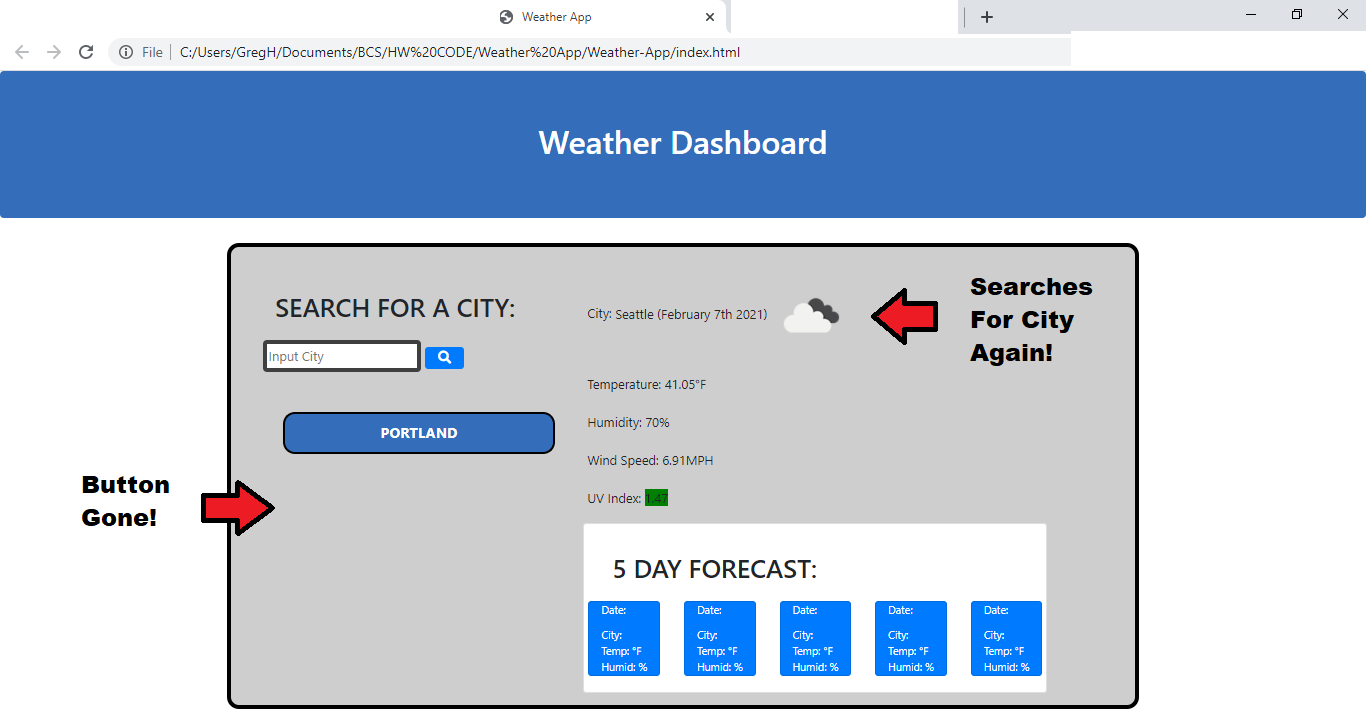 Weather App
File
C:/Users/GregH/Documents/BCS/HW%20CODE/Weather%20App/Weather-App/index.html
Weather Dashboard
SEARCH FOR A CITY:
Input City
PORTLAND
Button
Gone!
City: Seattle (February 7th 2021)
Searches
For City
Again!
Temperature: 41.05°F
Humidity: 70%
Wind Speed: 6.91MPH
UV Index: 1.47
5 DAY FORECAST:
Date:
City:
Temp: °F
Humid: %
Date:
City:
Temp: °F
Humid: %
Date:
City:
Temp: °F
Humid: %
Date:
City:
Temp: °F
Humid: %
Date:
City:
Temp: °F
Humid: %